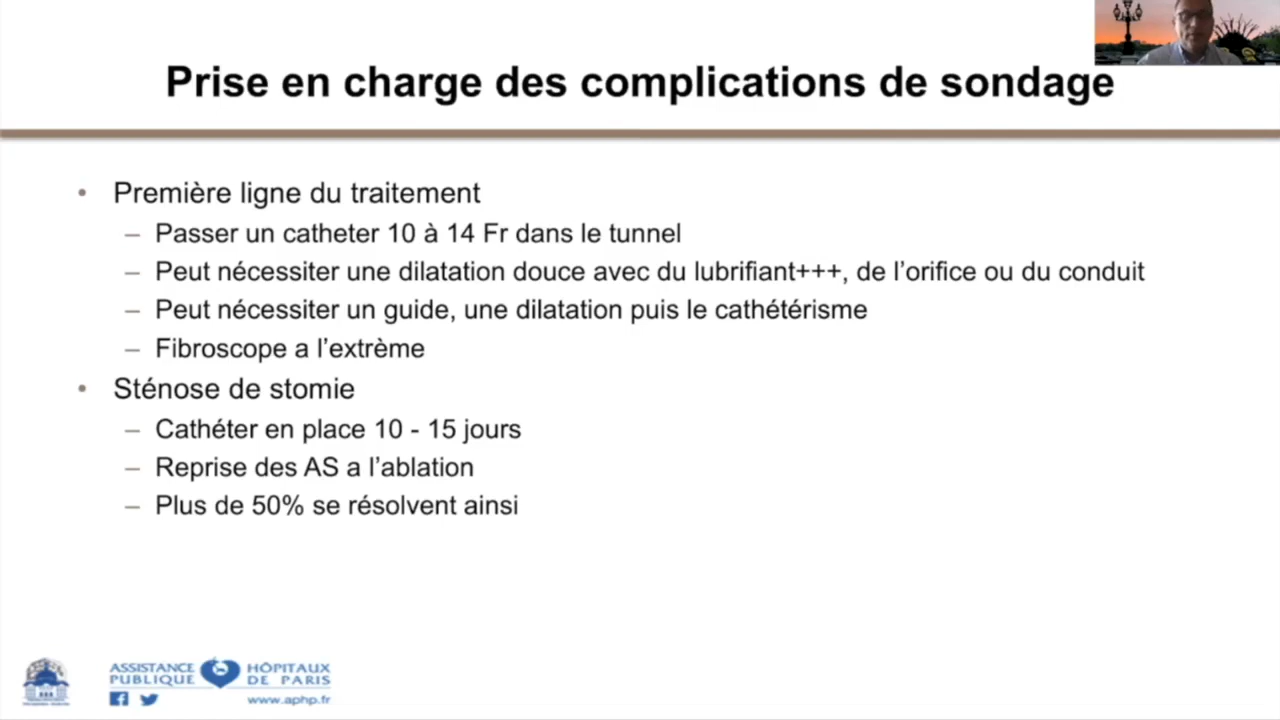 Prise en charge des complications de sondage
• Première ligne du traitement
– Passer un catheter 10 à 14 Fr dans le tunnel
– Peut nécessiter une dilatation douce avec du lubrifiant+++, de l'orifice ou du conduit
– Peut nécessiter un guide, une dilatation puis le cathétérisme
– Fibroscope a l'extrème
• Sténose de stomie
– Cathéter en place 10 - 15 jours
– Reprise des AS a l'ablation
– Plus de 50% se résolvent ainsi
ASSISTANCE PUBLIQUE HÔPITAUX DE PARIS
www.aphp.fr